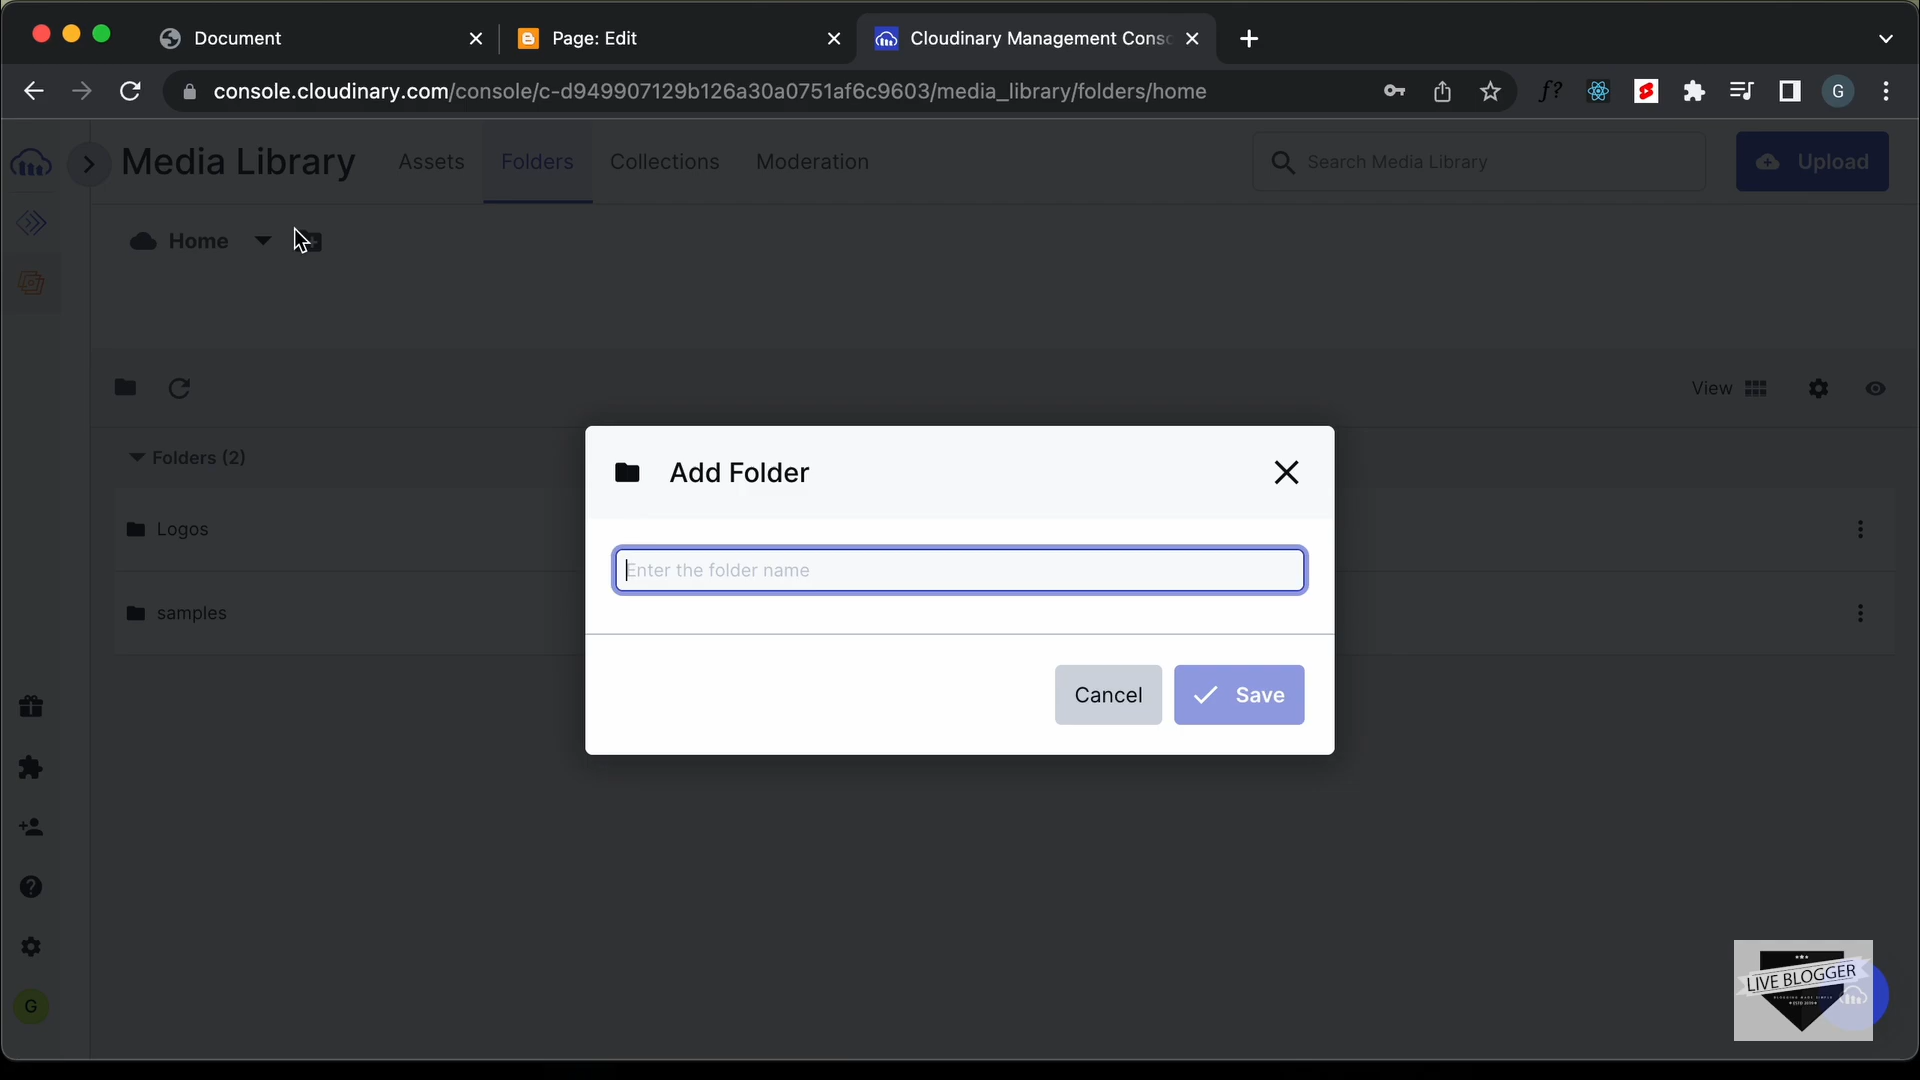 Document
Page: Edit
Cloudinary Management Conso
console.cloudinary.com/console/c-d949907129b126a30a0751af6c9603/media_library/folders/home
f?
G
Media Library
Assets
Folders
Collections
Moderation
Search Media Library
Upload
Home
View
Folders (2)
Add Folder
Logos
Enter the folder name
samples
Cancel
Save
G
LIVE BLOGGER